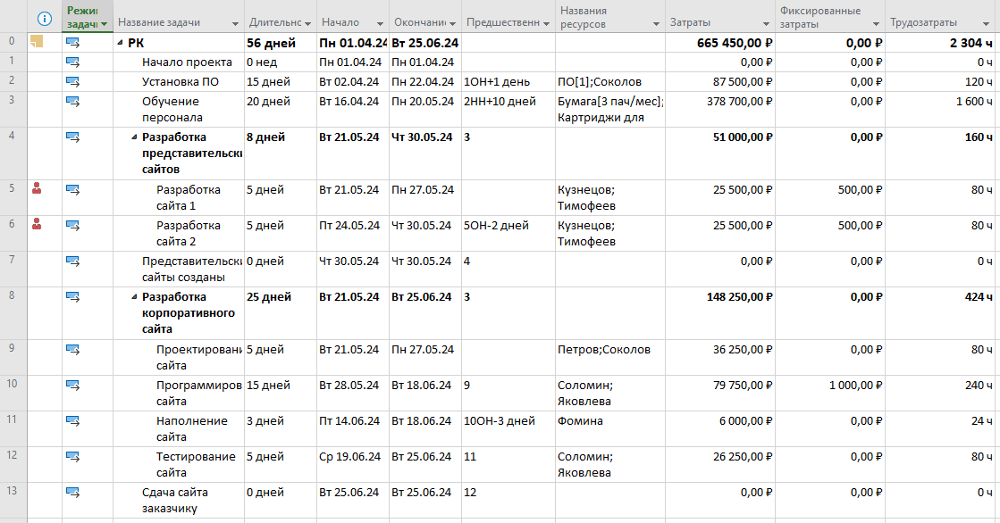 Режи задач Название задачи Длительнс Начало Окончани Предшественн Названия ресурсов Затраты Фиксированные затраты Трудозатраты
0 РК 56 дней Пн 01.04.24 Вт 25.06.24 665 450,00 ₽ 0,00 ₽ 2 304 ч
1 Начало проекта 0 нед Пн 01.04.24 Пн 01.04.24 0,00 ₽ 0,00 ₽ 0 ч
2 Установка ПО 15 дней Вт 02.04.24 Пн 22.04.24 1ОН+1 день ПО[1];Соколов 87 500,00 ₽ 0,00 ₽ 120 ч
3 Обучение 20 дней Вт 16.04.24 Пн 20.05.24 2НН+10 дней Бумага[3 пач/мес]; 378 700,00 ₽ 0,00 ₽ 1 600 ч
персонала Картриджи для
4 Разработка 8 дней Вт 21.05.24 Чт 30.05.24 3 51 000,00 ₽ 0,00 ₽ 160 ч
представительски
сайтов
5 Разработка 5 дней Вт 21.05.24 Пн 27.05.24 Кузнецов; 25 500,00 ₽ 500,00 ₽ 80 ч
сайта 1 Тимофеев
6 Разработка 5 дней Пт 24.05.24 Чт 30.05.24 5ОН-2 дней Кузнецов; 25 500,00 ₽ 500,00 ₽ 80 ч
сайта 2 Тимофеев
7 Представительски 0 дней Чт 30.05.24 Чт 30.05.24 4 0,00 ₽ 0,00 ₽ 0 ч
сайты созданы
8 Разработка 25 дней Вт 21.05.24 Вт 25.06.24 3 148 250,00 ₽ 0,00 ₽ 424 ч
корпоративного
сайта
9 Проектировани 5 дней Вт 21.05.24 Пн 27.05.24 Петров;Соколов 36 250,00 ₽ 0,00 ₽ 80 ч
сайта
10 Программиров 15 дней Вт 28.05.24 Вт 18.06.24 9 Соломин; 79 750,00 ₽ 1 000,00 ₽ 240 ч
сайта Яковлева
11 Наполнение 3 дней Пт 14.06.24 Вт 18.06.24 10ОН-3 дней Фомина 6 000,00 ₽ 0,00 ₽ 24 ч
сайта
12 Тестирование 5 дней Ср 19.06.24 Вт 25.06.24 11 Соломин; 26 250,00 ₽ 0,00 ₽ 80 ч
сайта Яковлева
13 Сдача сайта 0 дней Вт 25.06.24 Вт 25.06.24 12 0,00 ₽ 0,00 ₽ 0 ч
заказчику